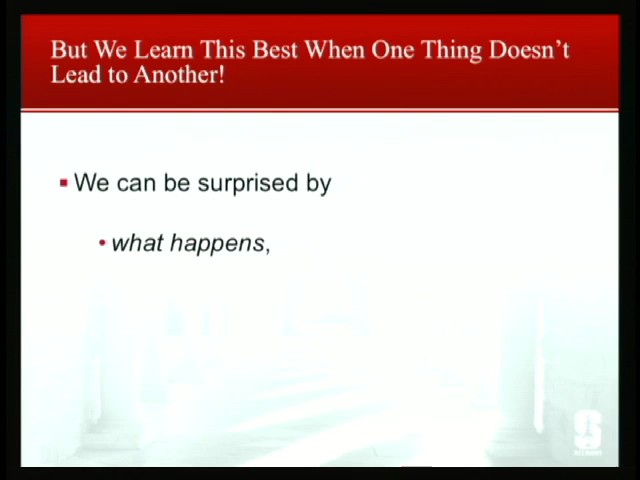 But We Learn This Best When One Thing Doesn't
Lead to Another!
We can be surprised by
what happens,